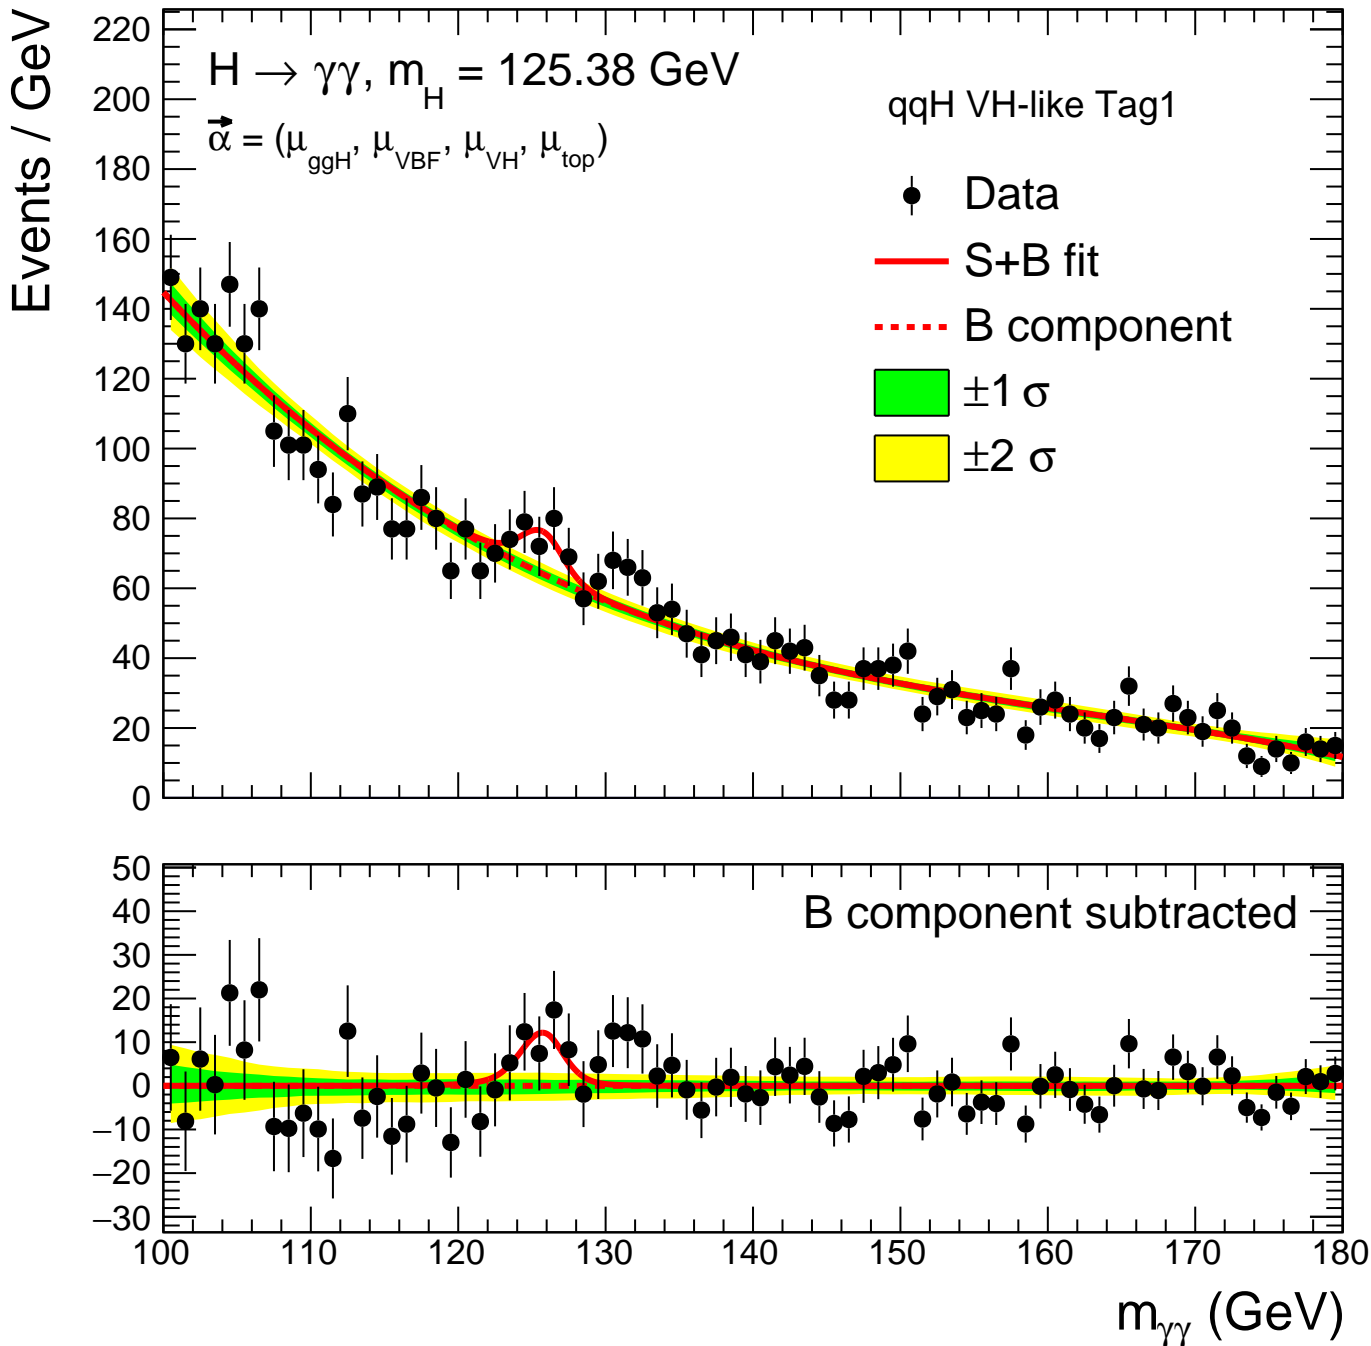 Events / GeV
220
200
180
160
140
120
100
80
60
40
20
0
H → γγ, m_H = 125.38 GeV
α⃗ = (μ_ggH, μ_VBF, μ_VH, μ_top)
qqH VH-like Tag1
Data
S+B fit
B component
±1 σ
±2 σ
B component subtracted
50
40
30
20
10
0
−10
−20
−30
100 110 120 130 140 150 160 170 180
m_γγ (GeV)